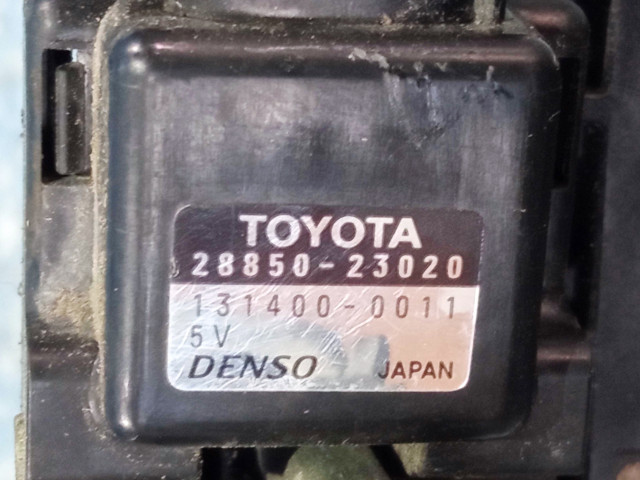 TOYOTA
28850-23020
131400-0011
5V
DENSO JAPAN